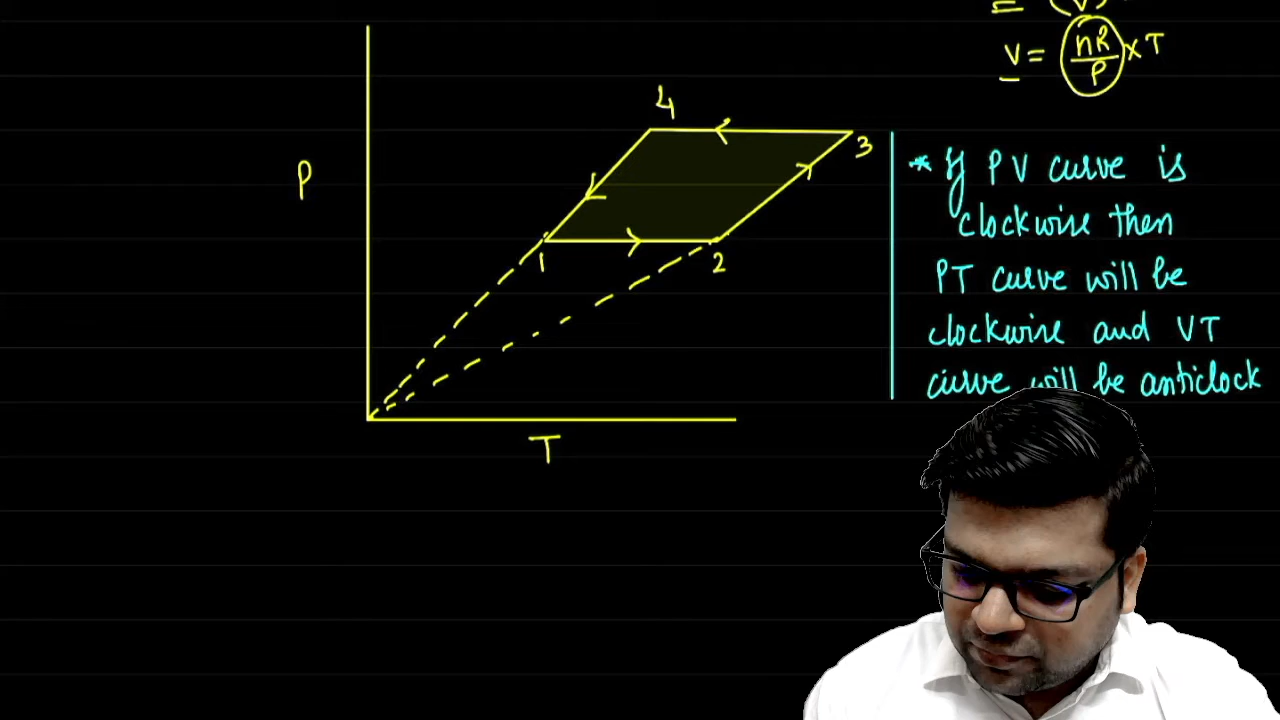 V = nR/P × T
4
3
P
1
2
T
* If PV curve is
clockwise then
PT curve will be
clockwire and VT
curve will be anticlock